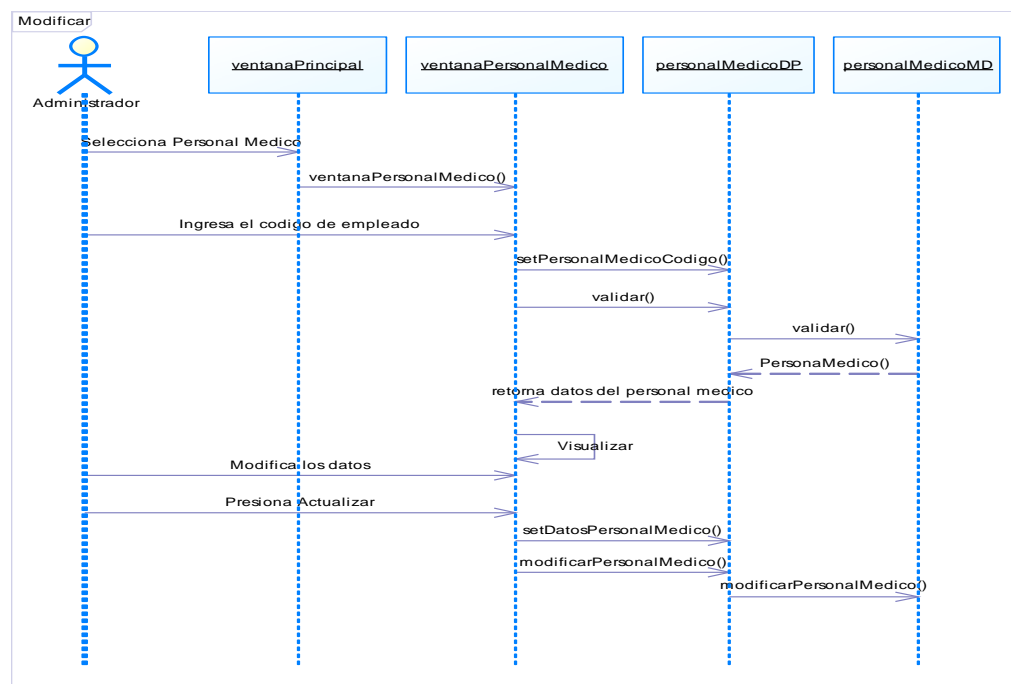 Modificar
ventanaPrincipal
ventanaPersonalMedico
personalMedicoDP
personalMedicoMD
Administrador
Selecciona Personal Medico
ventanaPersonalMedico()
Ingresa el codigo de empleado
setPersonalMedicoCodigo()
validar()
validar()
PersonaMedico()
retorna datos del personal medico
Visualizar
Modifica los datos
Presiona Actualizar
setDatosPersonalMedico()
modificarPersonalMedico()
modificarPersonalMedico()